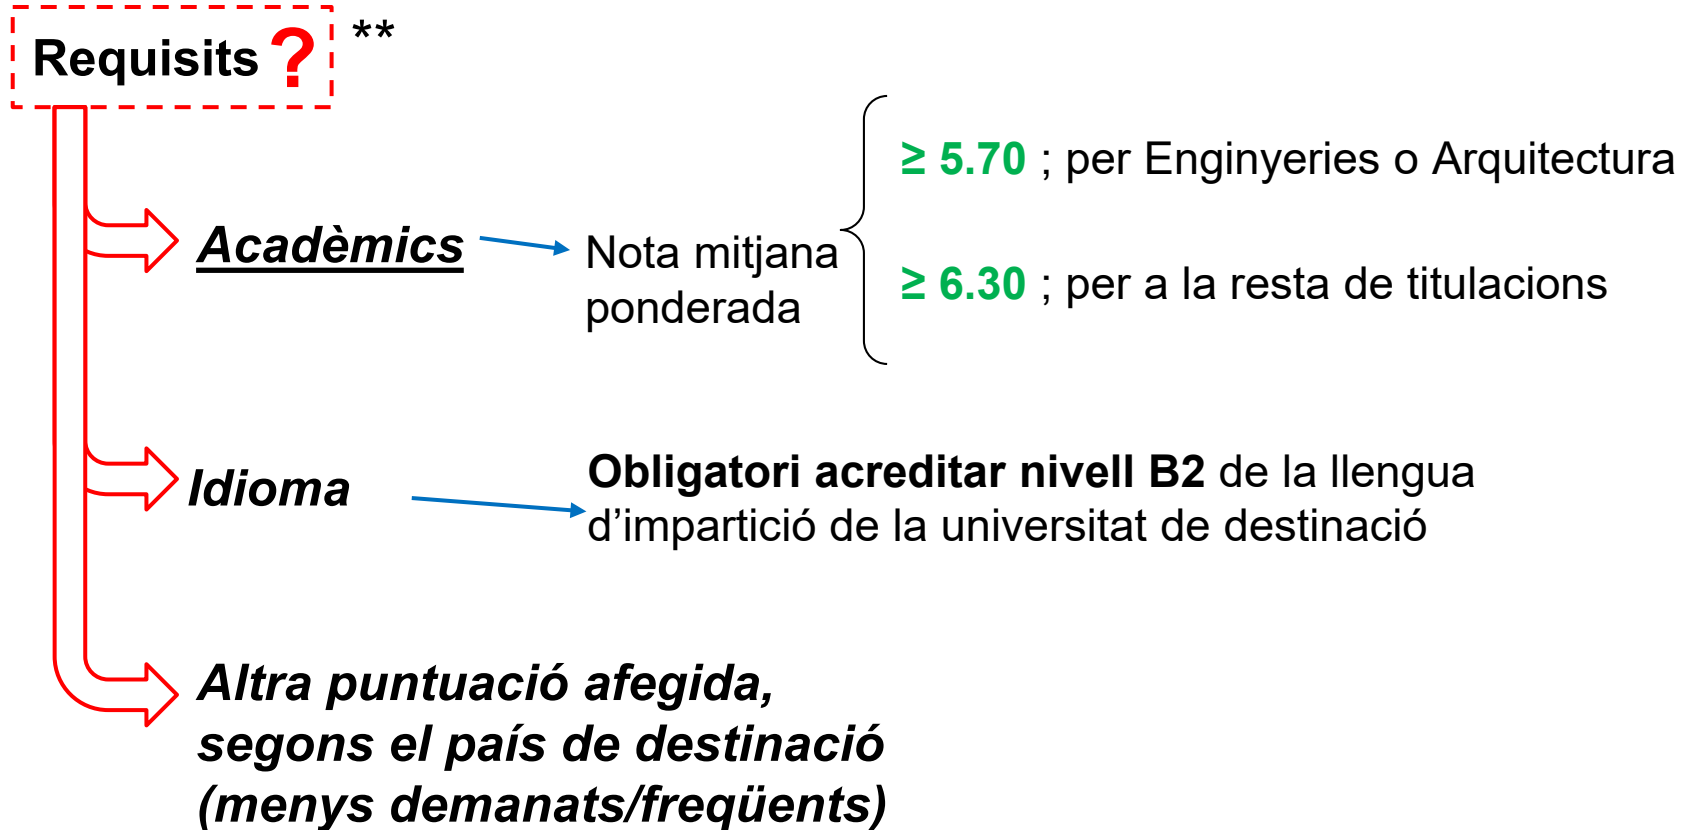 Requisits ? **
≥ 5.70 ; per Enginyeries o Arquitectura
Acadèmics
Nota mitjana
ponderada
≥ 6.30 ; per a la resta de titulacions
Idioma
Obligatori acreditar nivell B2 de la llengua
d’impartició de la universitat de destinació
Altra puntuació afegida,
segons el país de destinació
(menys demanats/freqüents)